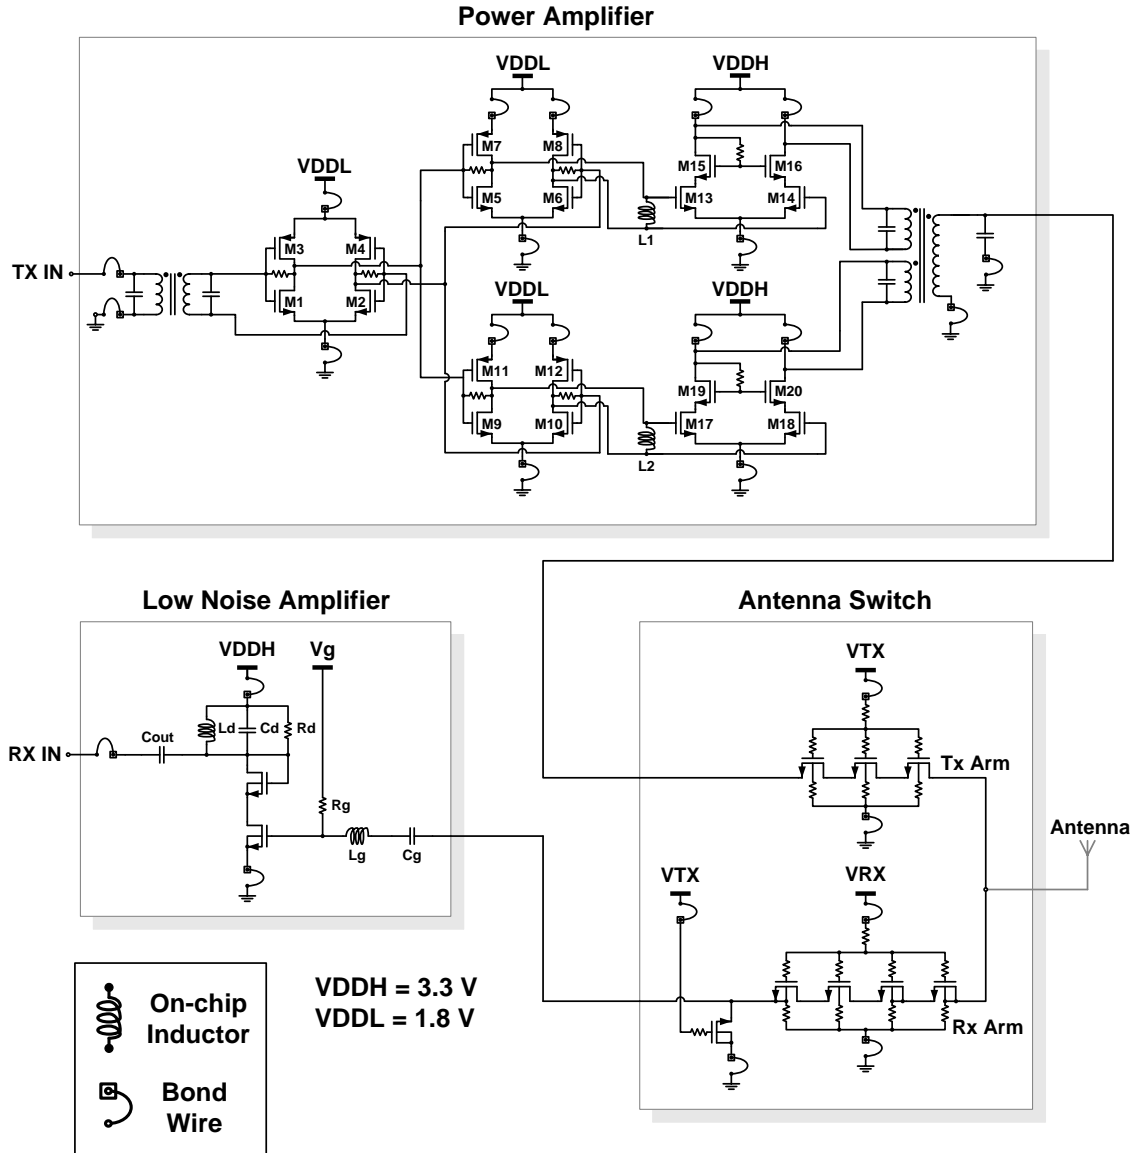 Power Amplifier
VDDL
VDDH
M7
M8
M5
M6
M15
M16
M13
M14
L1
VDDL
M3
M4
M1
M2
TX IN
VDDL
VDDH
M11
M12
M9
M10
M19
M20
M17
M18
L2
Low Noise Amplifier
VDDH
Vg
Ld
Cd
Rd
Cout
RX IN
Rg
Lg
Cg
Antenna Switch
VTX
Tx Arm
Antenna
VTX
VRX
Rx Arm
On-chip
Inductor
Bond
Wire
VDDH = 3.3 V
VDDL = 1.8 V